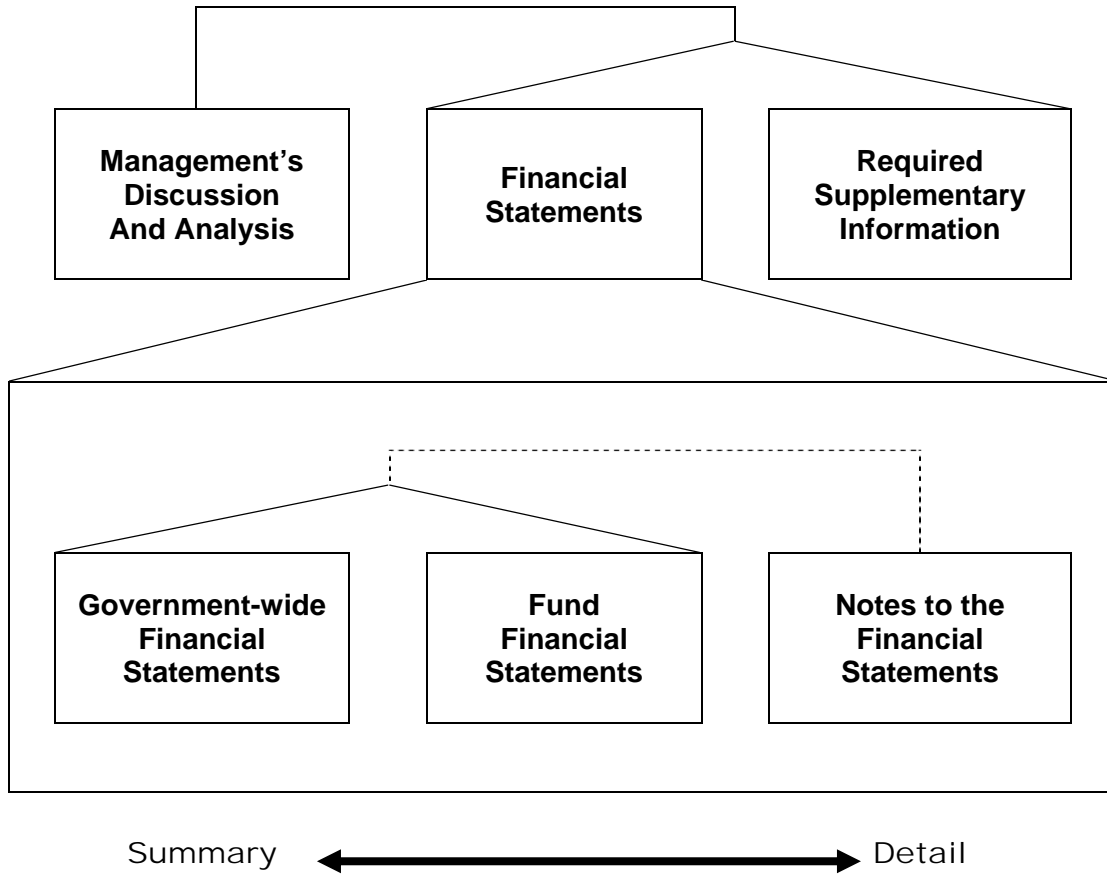 Management’s
Discussion
And Analysis
Financial
Statements
Required
Supplementary
Information
Government-wide
Financial
Statements
Fund
Financial
Statements
Notes to the
Financial
Statements
Summary
Detail